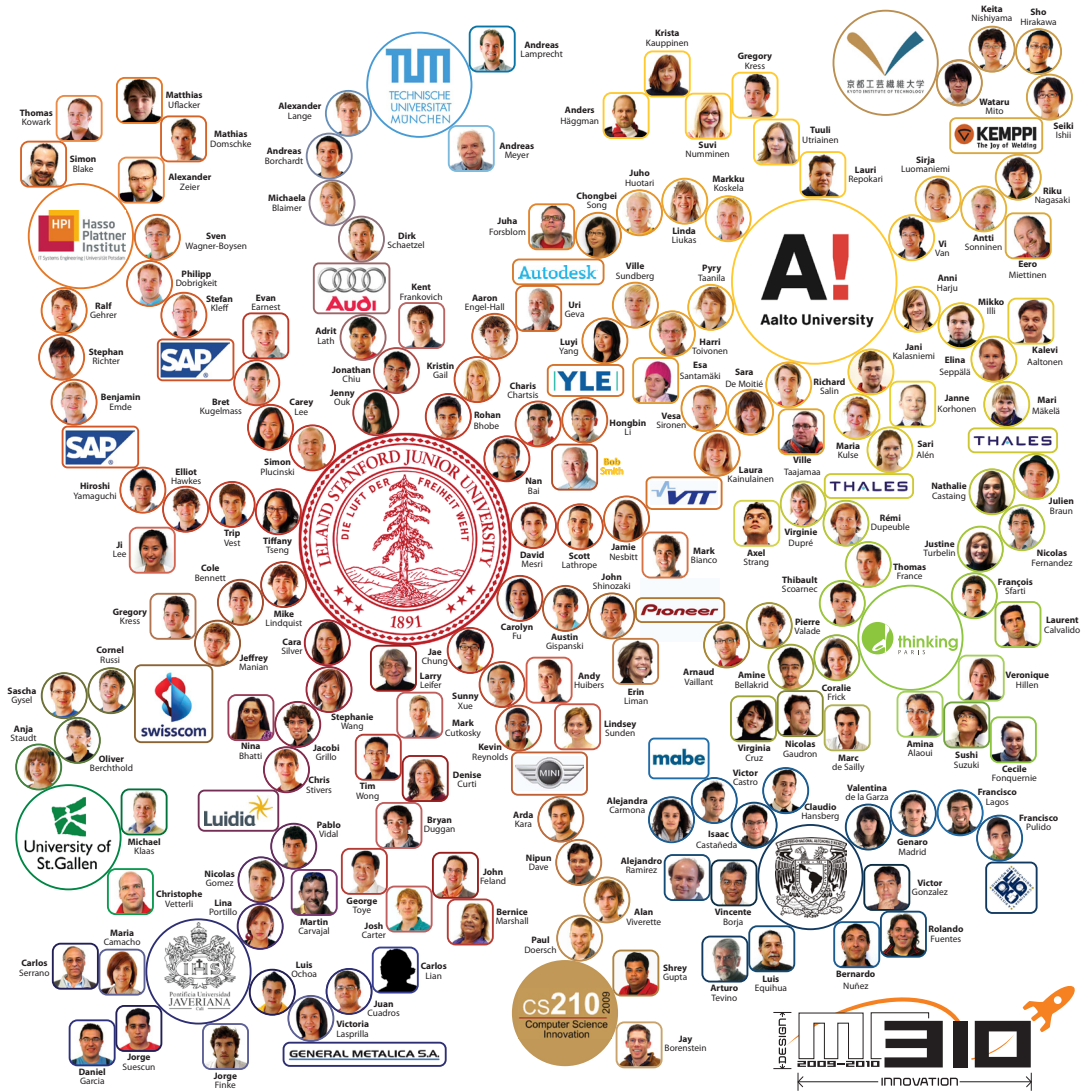 Keita
Nishiyama
Sho
Hirakawa
Krista
Kauppinen
Andreas
Lamprecht
TUM
TECHNISCHE
UNIVERSITÄT
MÜNCHEN
Gregory
Kress
京都工芸繊維大学
KYOTO INSTITUTE OF TECHNOLOGY
Wataru
Mito
Seiki
Ishii
Matthias
Uflacker
Thomas
Kowark
Alexander
Lange
Anders
Häggman
KEMPPI
The Joy of Welding
Mathias
Domschke
Suvi
Numminen
Tuuli
Utriainen
Simon
Blake
Andreas
Borchardt
Andreas
Meyer
Lauri
Repokari
Sirja
Luomaniemi
Alexander
Zeier
Juho
Huotari
Markku
Koskela
Riku
Nagasaki
Michaela
Blaimer
Chongbei
Song
HPI
Hasso
Plattner
Institut
IT Systems Engineering | Universität Potsdam
Juha
Forsblom
Linda
Liukas
Sven
Wagner-Boysen
Dirk
Schaetzel
Vi
Van
Antti
Sonninen
A!
Aalto University
Eero
Miettinen
Autodesk
Ville
Sundberg
Pyry
Taanila
Philipp
Dobrigkeit
Audi
Kent
Frankovich
Anni
Harju
Ralf
Gehrer
Stefan
Kleff
Evan
Earnest
Aaron
Engel-Hall
Uri
Geva
Mikko
Illi
Adrit
Lath
Luyi
Yang
Harri
Toivonen
Jani
Kalasniemi
Kalevi
Aaltonen
Stephan
Richter
SAP
Jonathan
Chiu
Kristin
Gail
YLE
Esa
Santamäki
Elina
Seppälä
Sara
De Moitié
Richard
Salin
Charis
Chartsis
Benjamin
Emde
Bret
Kugelmass
Carey
Lee
Jenny
Ouk
Janne
Korhonen
Mari
Mäkelä
Rohan
Bhobe
Hongbin
Li
Vesa
Sironen
SAP
Maria
Kulse
Sari
Alén
THALES
Simon
Plucinski
Ville
Taajamaa
Bob
Smith
Laura
Kainulainen
Elliot
Hawkes
Hiroshi
Yamaguchi
LELAND STANFORD JUNIOR UNIVERSITY
DIE LUFT DER FREIHEIT WEHT
1891
Nan
Bai
VTT
THALES
Nathalie
Castaing
Julien
Braun
Virginie
Dupré
Rémi
Dupeuble
Ji
Lee
Trip
Vest
Tiffany
Tseng
Justine
Turbelin
David
Mesri
Scott
Lathrope
Jamie
Nesbitt
Mark
Bianco
Axel
Strang
Nicolas
Fernandez
Thomas
France
Cole
Bennett
John
Shinozaki
Thibault
Scoarnec
François
Sfarti
Gregory
Kress
Mike
Lindquist
Pioneer
Pierre
Valade
thinking
PARIS
Laurent
Calvalido
Carolyn
Fu
Austin
Gispanski
Cara
Silver
Jae
Chung
Cornel
Russi
Jeffrey
Manian
Arnaud
Vaillant
Amine
Bellakrid
Coralie
Frick
Veronique
Hillen
Larry
Leifer
Andy
Huibers
Erin
Liman
Sascha
Gysel
swisscom
Sunny
Xue
Stephanie
Wang
Mark
Cutkosky
Lindsey
Sunden
Anja
Staudt
Nina
Bhatti
Jacobi
Grillo
Kevin
Reynolds
Virginia
Cruz
Nicolas
Gaudron
Marc
de Sailly
Amina
Alaoui
Sushi
Suzuki
Cecile
Fonquernie
Oliver
Berchthold
mabe
Chris
Stivers
Tim
Wong
Denise
Curti
MINI
Victor
Castro
Valentina
de la Garza
Francisco
Lagos
University of
St.Gallen
Luidia
Alejandra
Carmona
Claudio
Hansberg
Arda
Kara
Francisco
Pulido
Michael
Klaas
Pablo
Vidal
Bryan
Duggan
Isaac
Castañeda
Genaro
Madrid
Nipun
Dave
Alejandro
Ramirez
Nicolas
Gomez
John
Feland
Victor
Gonzalez
Christophe
Vetterli
Lina
Portillo
Martin
Carvajal
George
Toye
Josh
Carter
Bernice
Marshall
Alan
Viverette
Vincente
Borja
Rolando
Fuentes
Maria
Camacho
Paul
Doersch
Carlos
Serrano
IHS
Pontificia Universidad
JAVERIANA
Cali
Luis
Ochoa
Carlos
Lian
Shrey
Gupta
Arturo
Tevino
Luis
Equihua
Bernardo
Nuñez
Juan
Cuadros
CS210
2009
Computer Science
Innovation
Victoria
Lasprilla
Daniel
Garcia
Jorge
Suescun
Jorge
Finke
GENERAL METALICA S.A.
Jay
Borenstein
DESIGN
ME310
2009-2010
INNOVATION